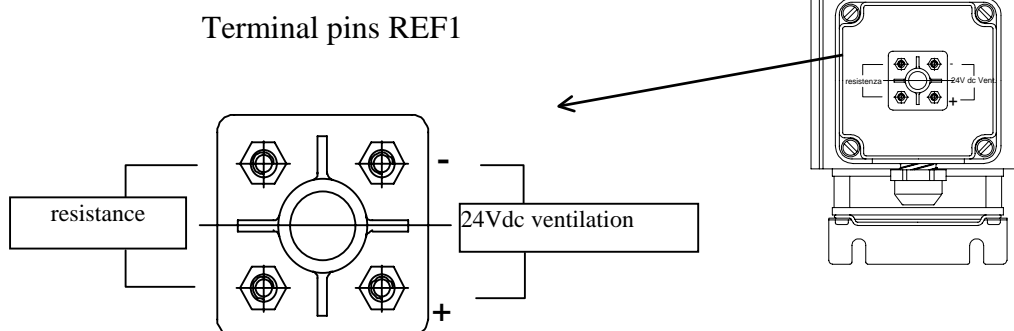 Terminal pins REF1
resistenza
-
24V dc Vent.
+
resistance
-
24Vdc ventilation
+